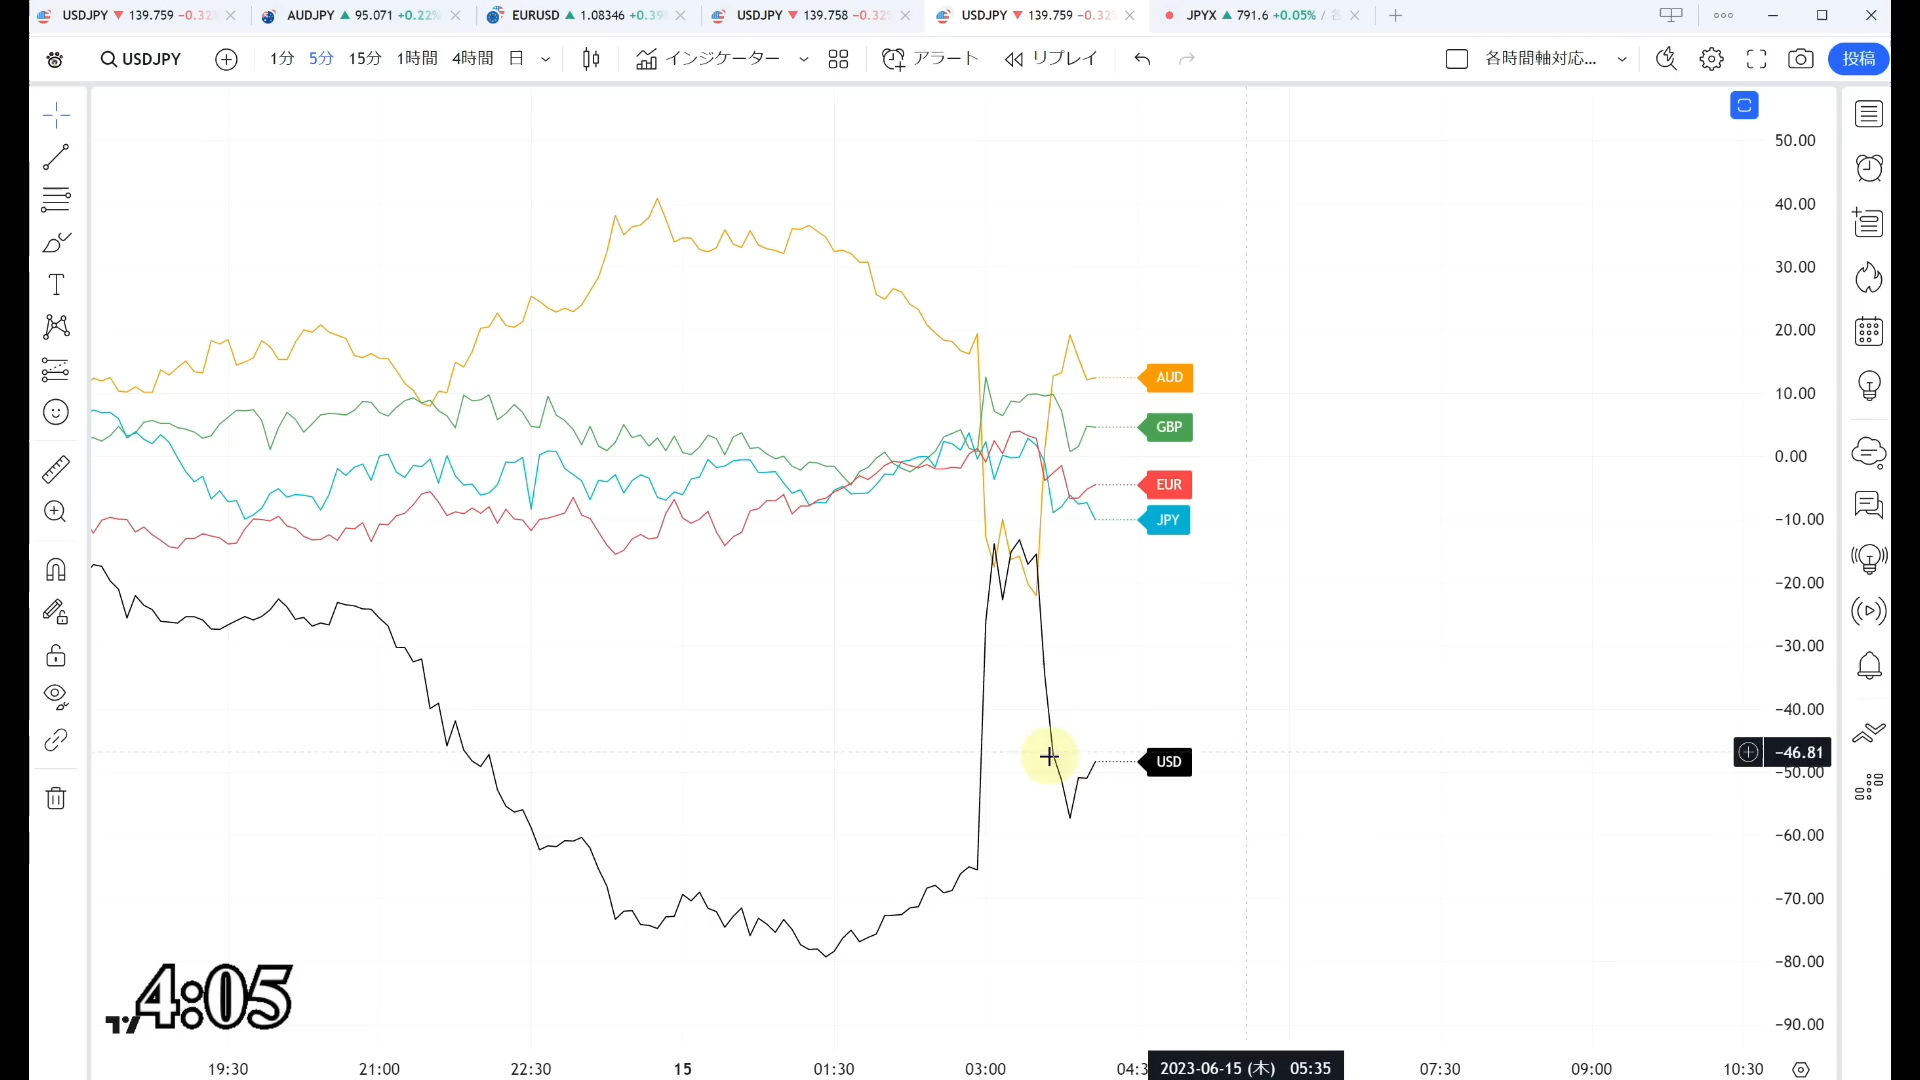 USDJPY ▼ 139.759 −0.32
AUDJPY ▲ 95.071 +0.22%
EURUSD ▲ 1.08346 +0.39
USDJPY ▼ 139.758 −0.32
USDJPY ▼ 139.759 −0.32
JPYX ▲ 791.6 +0.05% /
USDJPY 1分 5分 15分 1時間 4時間 日 インジケーター アラート リプレイ 各時間軸対応... 投稿
50.00
40.00
30.00
20.00
10.00
0.00
−10.00
−20.00
−30.00
−40.00
−46.81
−50.00
−60.00
−70.00
−80.00
−90.00
AUD
GBP
EUR
JPY
USD
4:05
19:30 21:00 22:30 15 01:30 03:00 04:3 2023-06-15 (木) 05:35 07:30 09:00 10:30